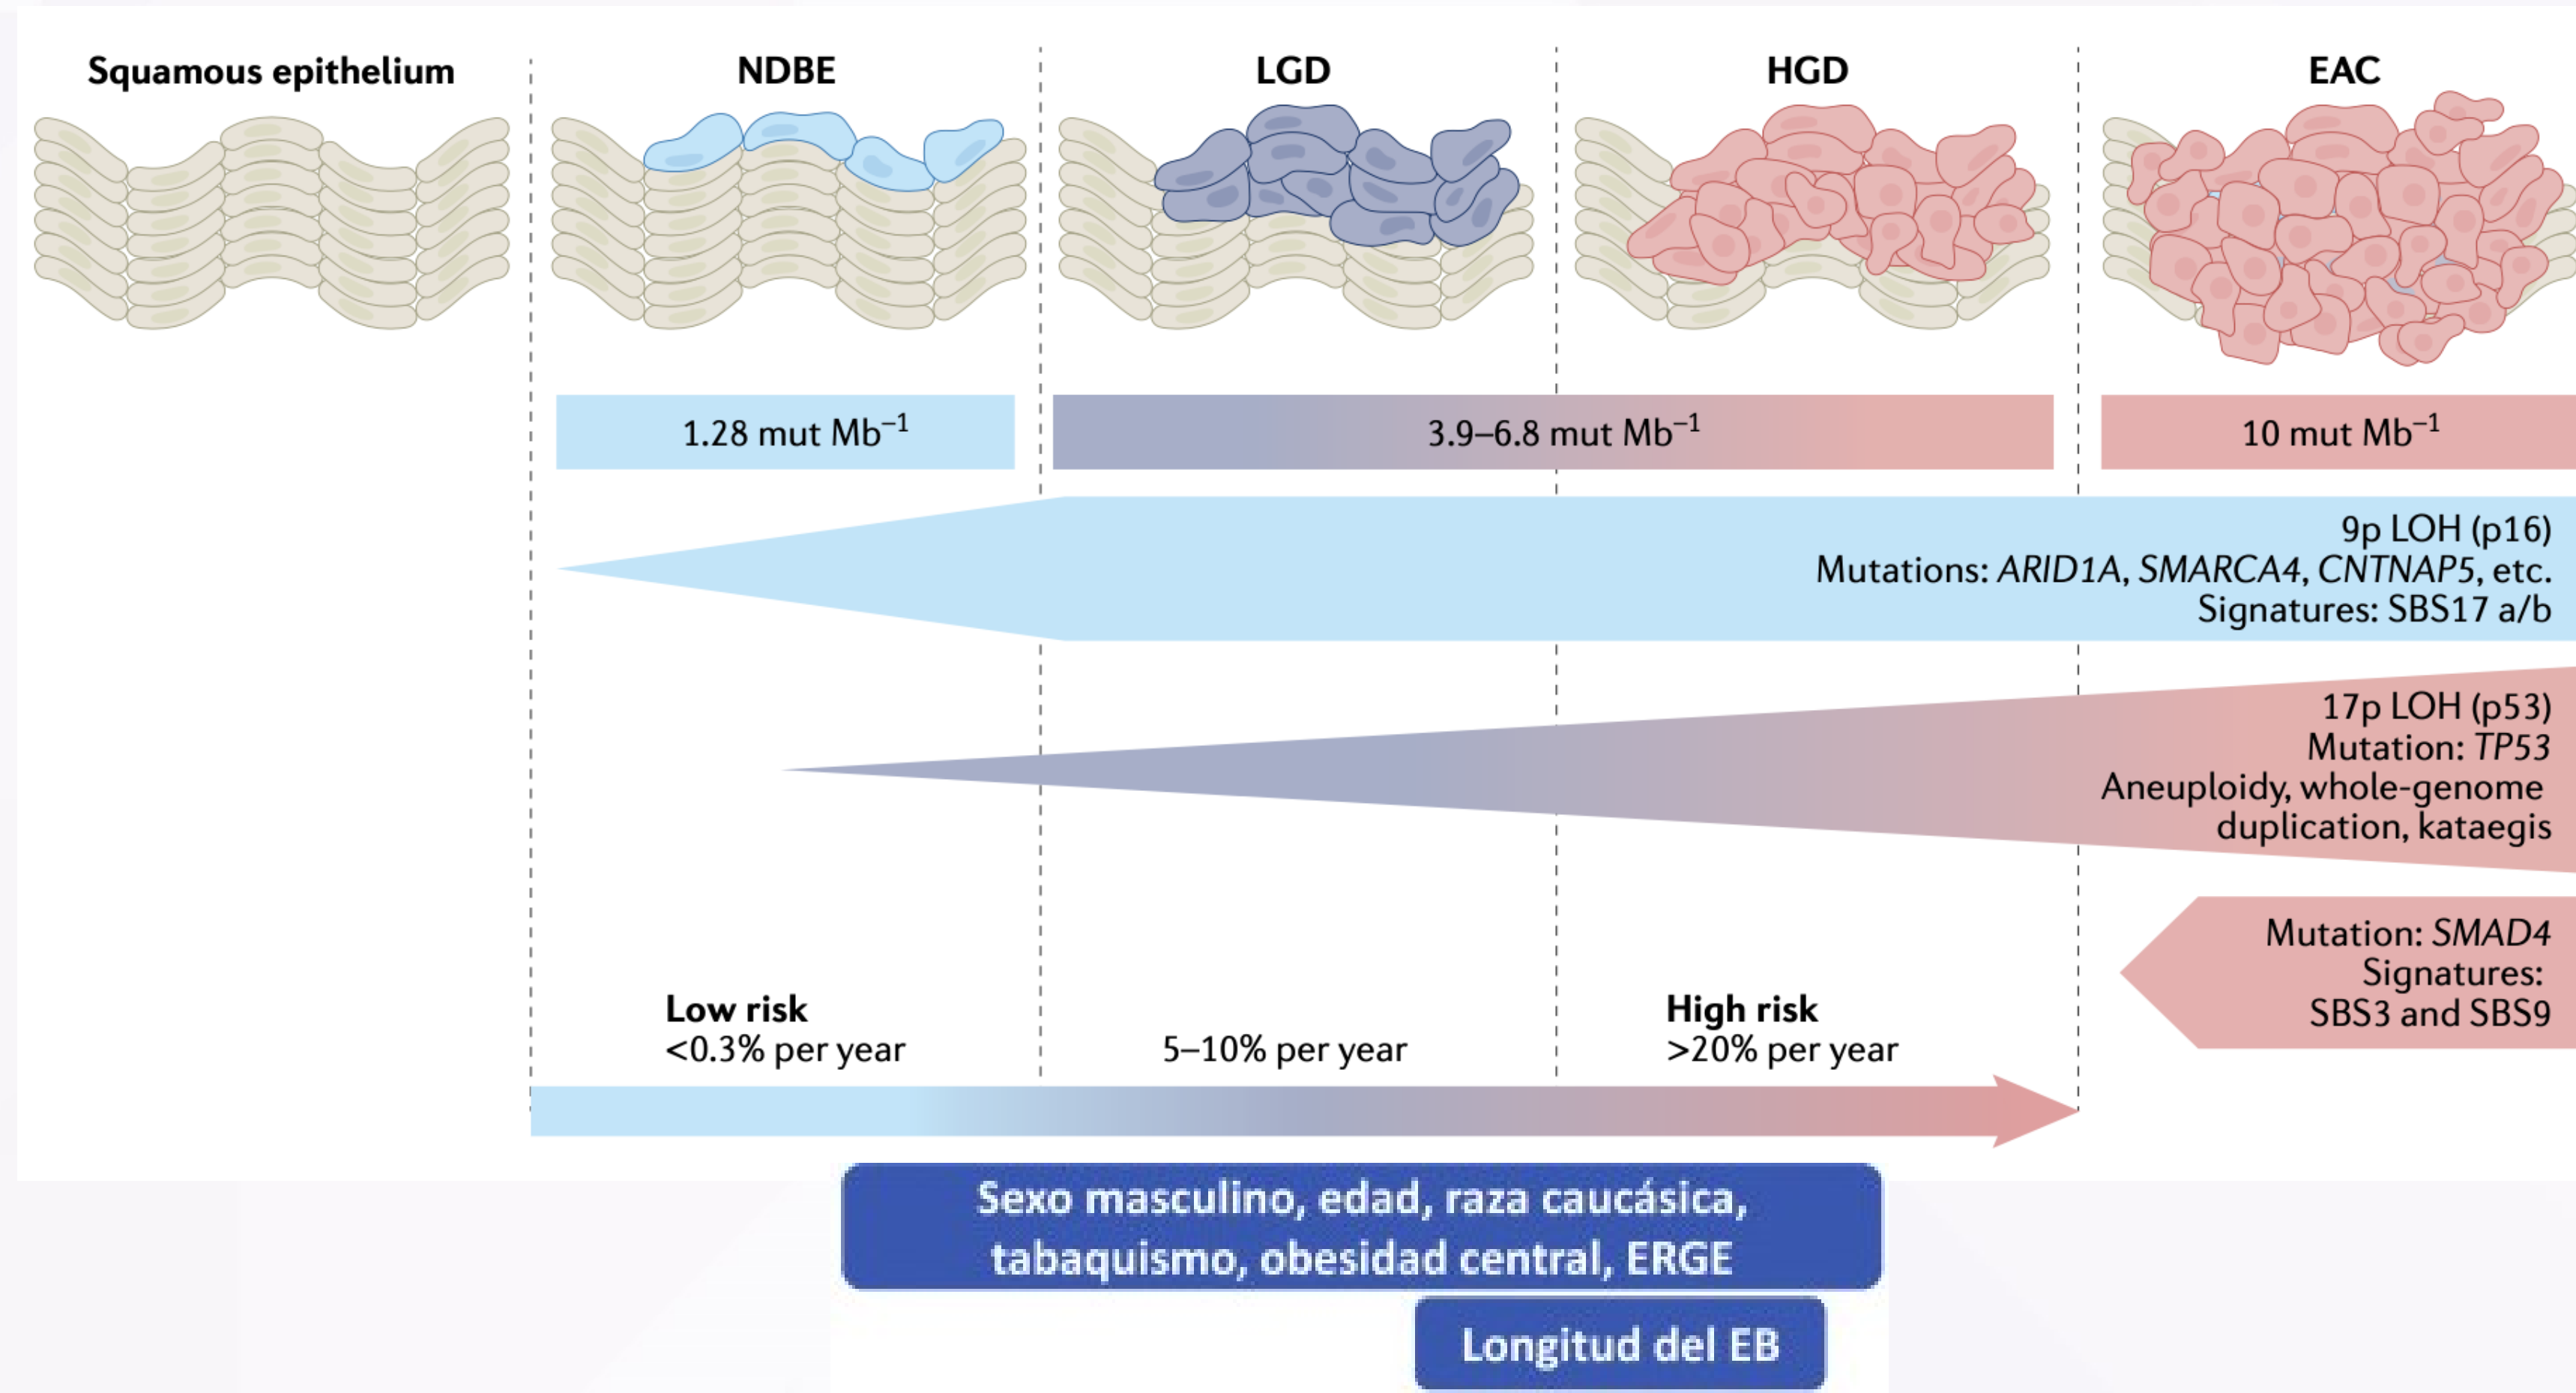 Squamous epithelium
NDBE
LGD
HGD
EAC
1.28 mut Mb⁻¹
3.9–6.8 mut Mb⁻¹
10 mut Mb⁻¹
9p LOH (p16)
Mutations: ARID1A, SMARCA4, CNTNAP5, etc.
Signatures: SBS17 a/b
17p LOH (p53)
Mutation: TP53
Aneuploidy, whole-genome
duplication, kataegis
Mutation: SMAD4
Signatures:
SBS3 and SBS9
Low risk
<0.3% per year
5–10% per year
High risk
>20% per year
Sexo masculino, edad, raza caucásica,
tabaquismo, obesidad central, ERGE
Longitud del EB